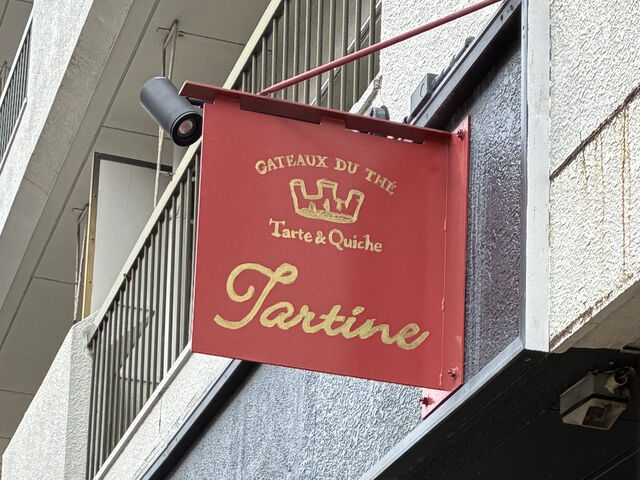 GATEAUX DU THÉ
Tarte & Quiche
Tartine